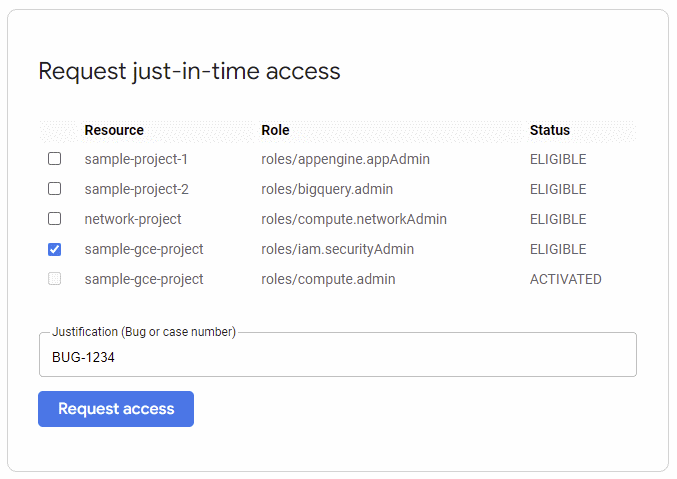 Request just-in-time access
Resource Role Status
sample-project-1 roles/appengine.appAdmin ELIGIBLE
sample-project-2 roles/bigquery.admin ELIGIBLE
network-project roles/compute.networkAdmin ELIGIBLE
sample-gce-project roles/iam.securityAdmin ELIGIBLE
sample-gce-project roles/compute.admin ACTIVATED
Justification (Bug or case number)
BUG-1234
Request access